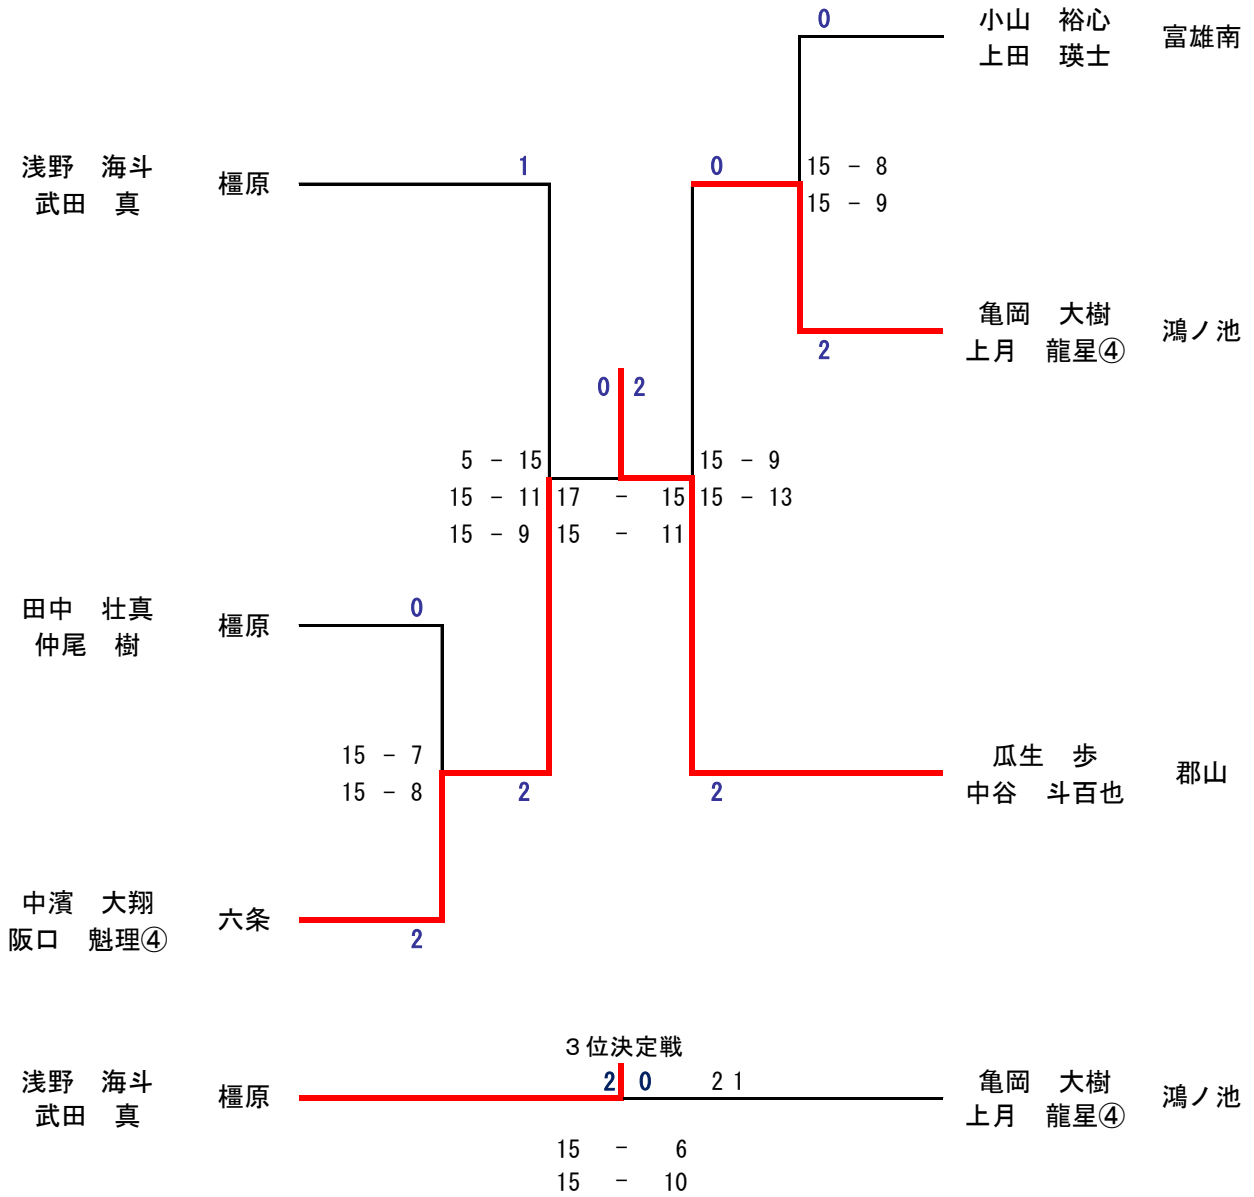 0
小山　裕心
上田　瑛士
富雄南
浅野　海斗
武田　真
橿原
1
0
15 - 8
15 - 9
亀岡　大樹
上月　龍星④
鴻ノ池
2
0 2
5 - 15
15 - 11
15 - 9
17 - 15
15 - 11
15 - 9
15 - 13
田中　壮真
仲尾　樹
橿原
0
15 - 7
15 - 8
2
2
瓜生　歩
中谷　斗百也
郡山
中濱　大翔
阪口　魁理④
六条
2
３位決定戦
浅野　海斗
武田　真
橿原
2 0
2 1
亀岡　大樹
上月　龍星④
鴻ノ池
15 - 6
15 - 10